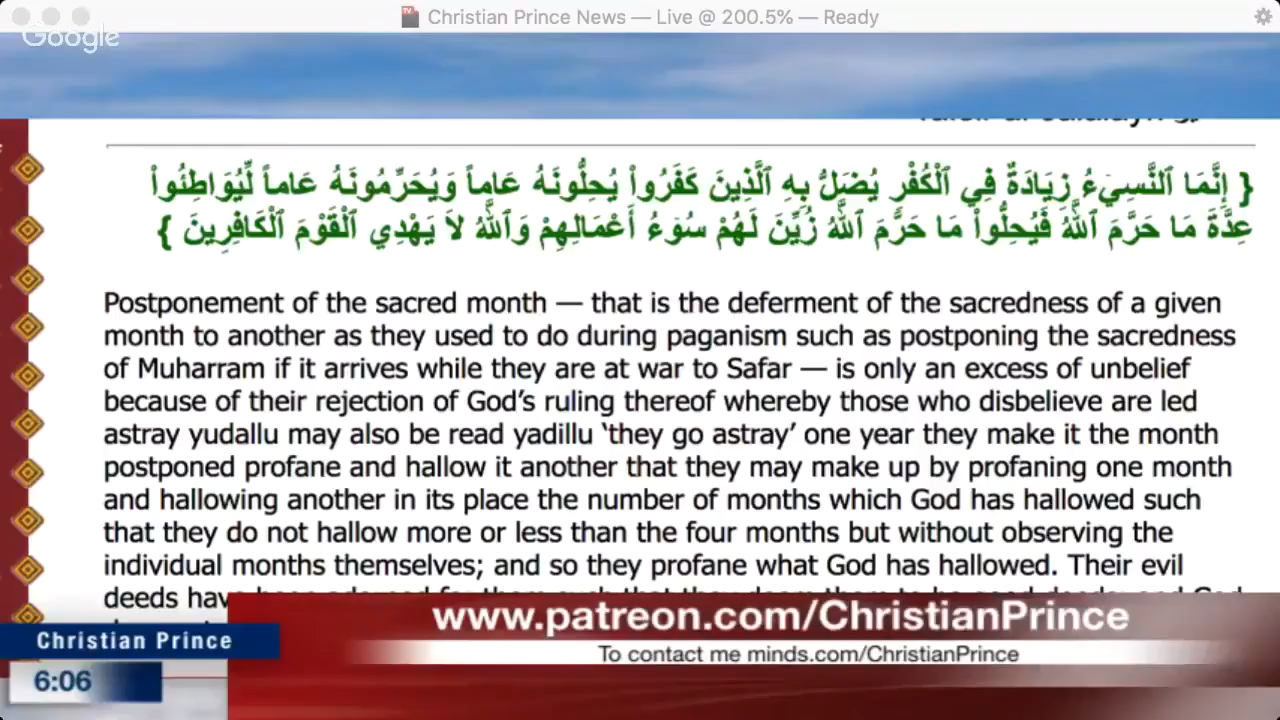 Christian Prince News — Live @ 200.5% — Ready
Google
{ إِنَّمَا ٱلنَّسِيۤءُ زِيَادَةٌ فِي ٱلْكُفْرِ يُضَلُّ بِهِ ٱلَّذِينَ كَفَرُواْ يُحِلُّونَهُ عَامًا وَيُحَرِّمُونَهُ عَامًا لِّيُوَاطِئُواْ
عِدَّةَ مَا حَرَّمَ ٱللَّهُ فَيُحِلُّواْ مَا حَرَّمَ ٱللَّهُ زُيِّنَ لَهُمْ سُوۤءُ أَعْمَالِهِمْ وَٱللَّهُ لاَ يَهْدِي ٱلْقَوْمَ ٱلْكَافِرِينَ }
Postponement of the sacred month — that is the deferment of the sacredness of a given
month to another as they used to do during paganism such as postponing the sacredness
of Muharram if it arrives while they are at war to Safar — is only an excess of unbelief
because of their rejection of God’s ruling thereof whereby those who disbelieve are led
astray yudallu may also be read yadillu ‘they go astray’ one year they make it the month
postponed profane and hallow it another that they may make up by profaning one month
and hallowing another in its place the number of months which God has hallowed such
that they do not hallow more or less than the four months but without observing the
individual months themselves; and so they profane what God has hallowed. Their evil
deeds
www.patreon.com/ChristianPrince
Christian Prince
To contact me minds.com/ChristianPrince
6:06